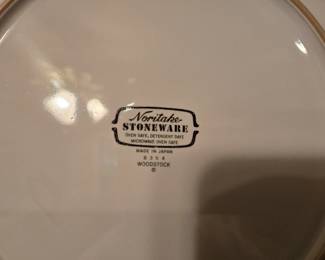 Noritake
STONEWARE
OVEN SAFE, DETERGENT SAFE
MICROWAVE OVEN SAFE
MADE IN JAPAN
8354
WOODSTOCK
©